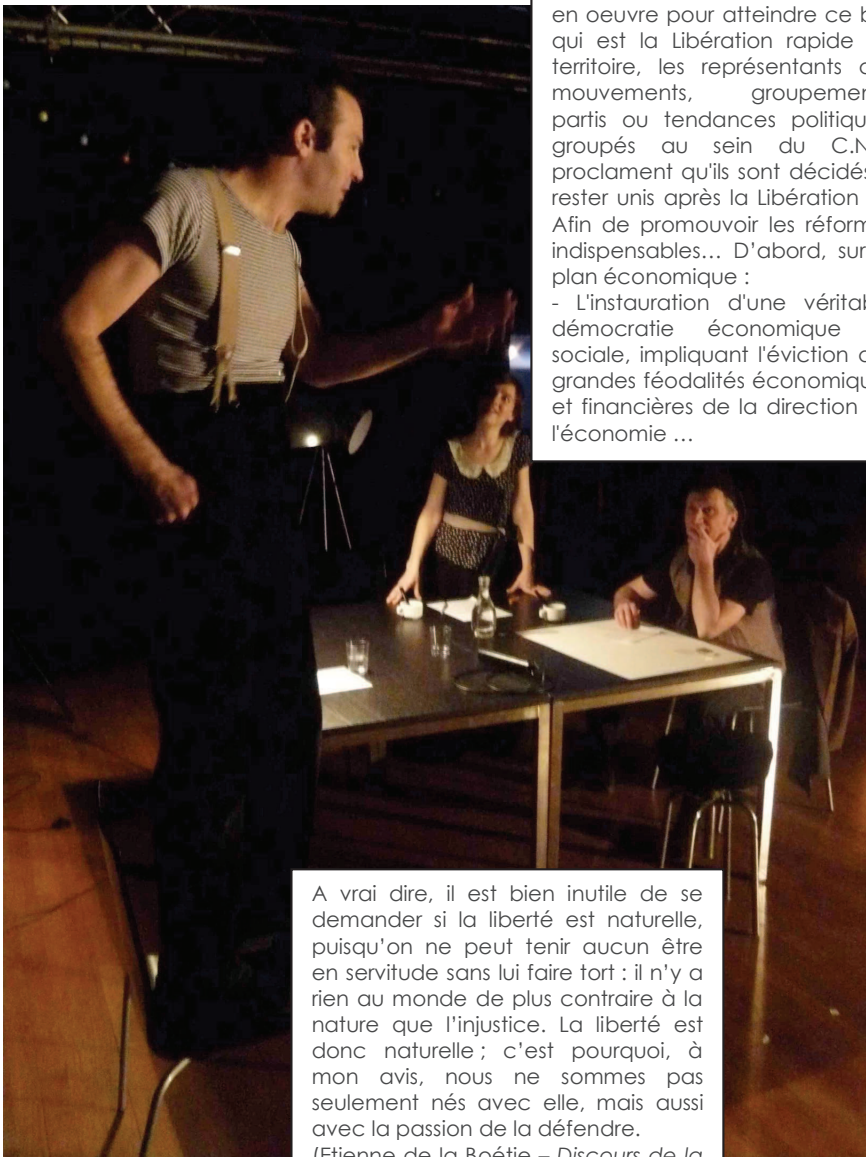 en oeuvre pour atteindre ce
qui est la Libération rapide
territoire, les représentants
mouvements,
partis ou tendances
groupés au sein du
proclament qu'ils sont
rester unis après la Libération
Afin de promouvoir les
indispensables… D’abord, sur
plan économique :
- L'instauration d'une
démocratie économique
sociale, impliquant l'éviction
grandes féodalités
et financières de la direction
l'économie …
A vrai dire, il est bien inutile de se
demander si la liberté est naturelle,
puisqu’on ne peut tenir aucun être
en servitude sans lui faire tort : il n’y a
rien au monde de plus contraire à la
nature que l’injustice. La liberté est
donc naturelle ; c’est pourquoi, à
mon avis, nous ne sommes pas
seulement nés avec elle, mais aussi
avec la passion de la défendre.
(Etienne de la Boétie – Discours de la